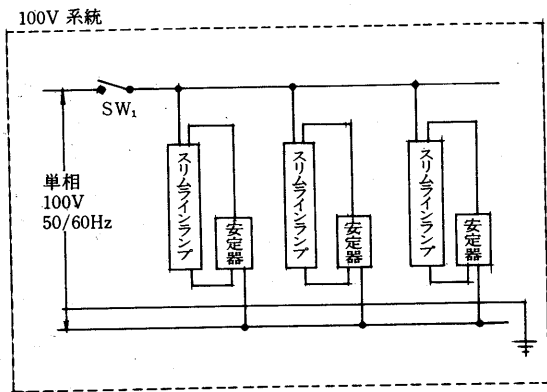 100V 系統
SW₁
単相
100V
50/60Hz
スリムラインランプ
安定器
スリムラインランプ
安定器
スリムラインランプ
安定器